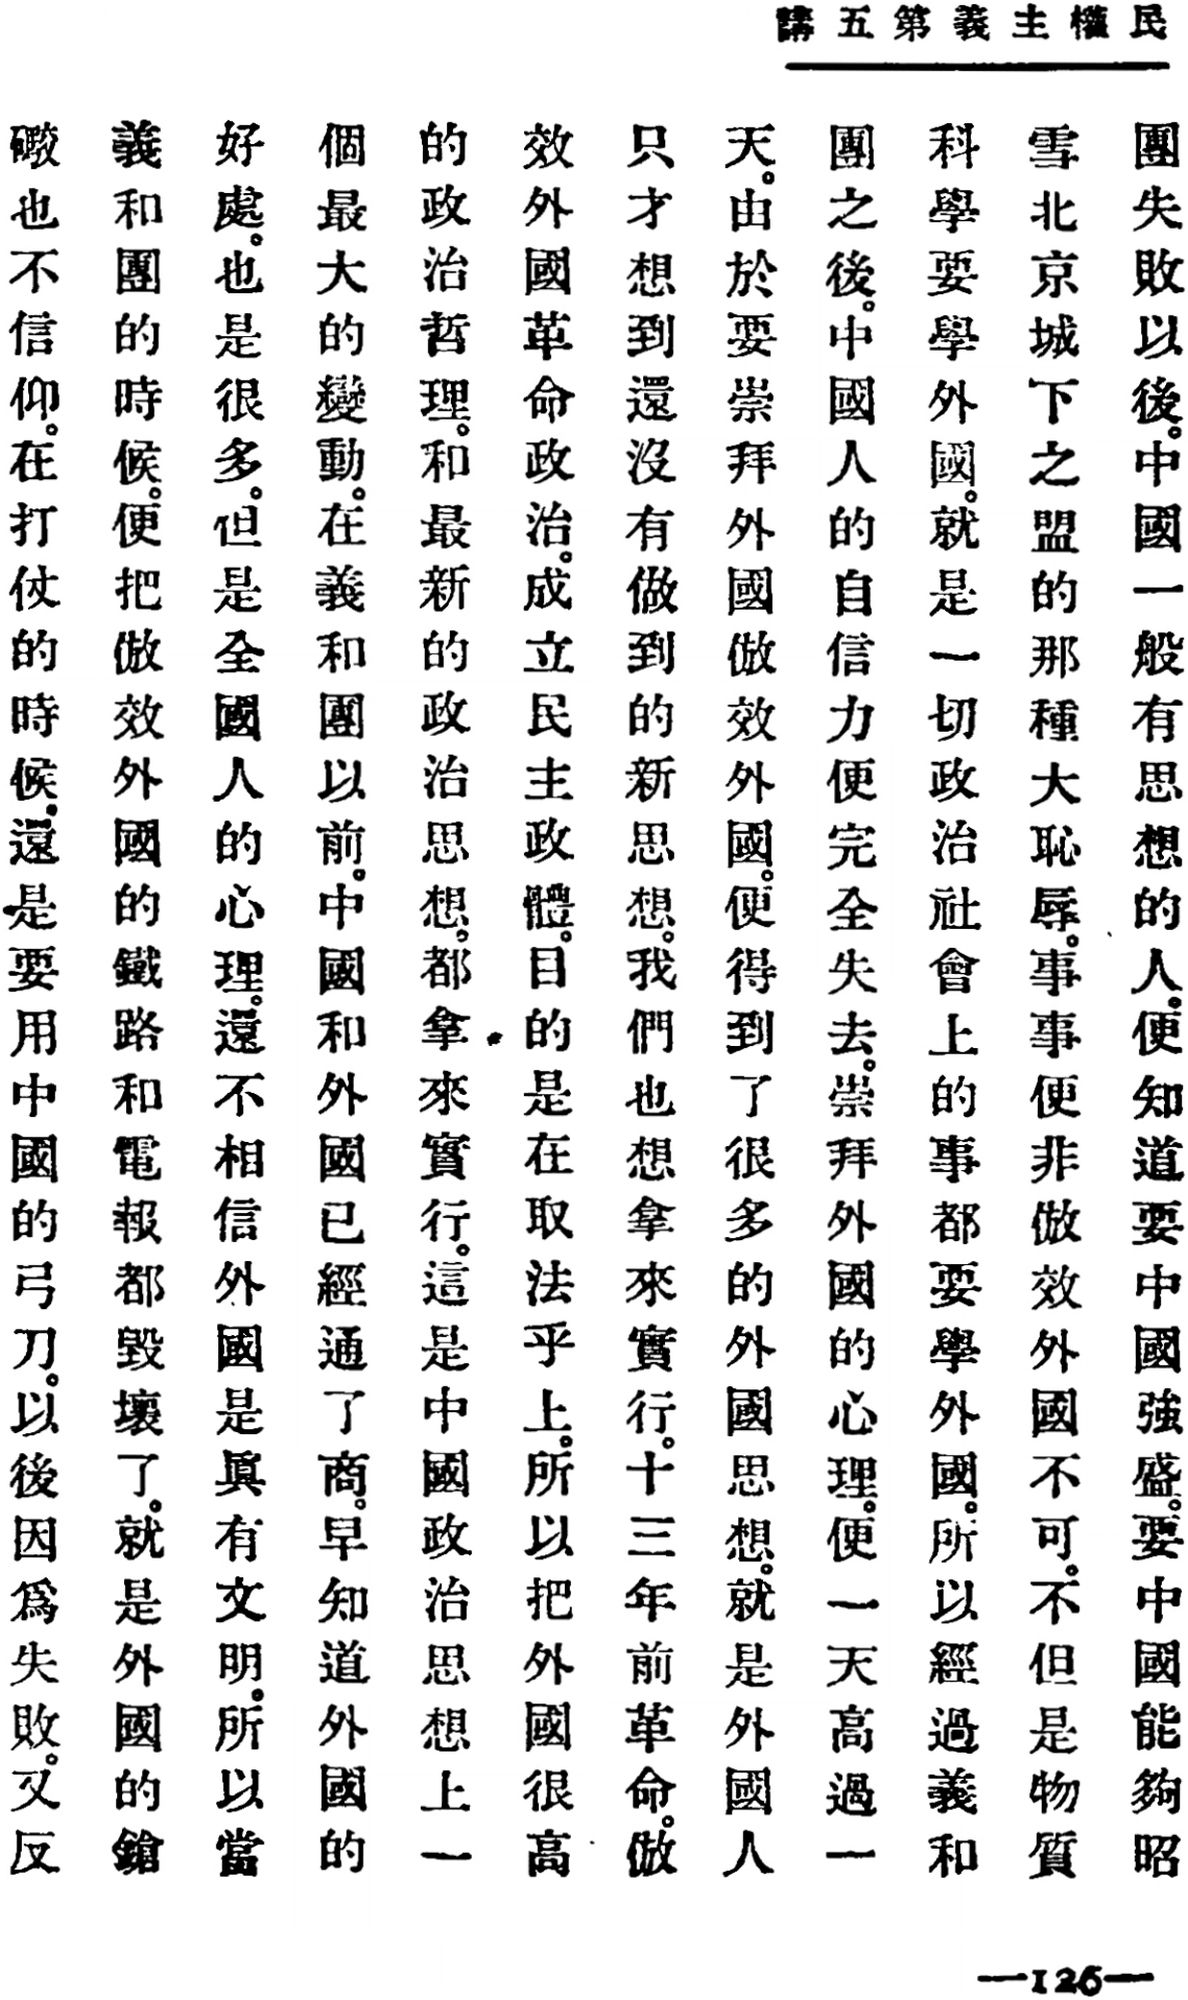 民權主義第五講
團失敗以後。中國一般有思想的人。便知道要中國強盛。要中國能夠昭
雪北京城下之盟的那種大恥辱。事事便非倣效外國不可。不但是物質
科學要學外國。就是一切政治社會上的事都要學外國。所以經過義和
團之後。中國人的自信力便完全失去。崇拜外國的心理。便一天高過一
天。由於要崇拜外國倣效外國。便得到了很多的外國思想。就是外國人
只才想到還沒有做到的新思想。我們也想拿來實行。十三年前革命。倣
效外國革命政治。成立民主政體。目的是在取法乎上。所以把外國很高
的政治哲理。和最新的政治思想。都拿來實行。這是中國政治思想上一
個最大的變動。在義和團以前。中國和外國已經通了商。早知道外國的
好處。也是很多。但是全國人的心理。還不相信外國是眞有文明。所以當
義和團的時候。便把倣效外國的鐵路和電報都毀壞了。就是外國的鎗
礮也不信仰。在打仗的時候。還是要用中國的弓刀。以後因爲失敗。又反
—126—